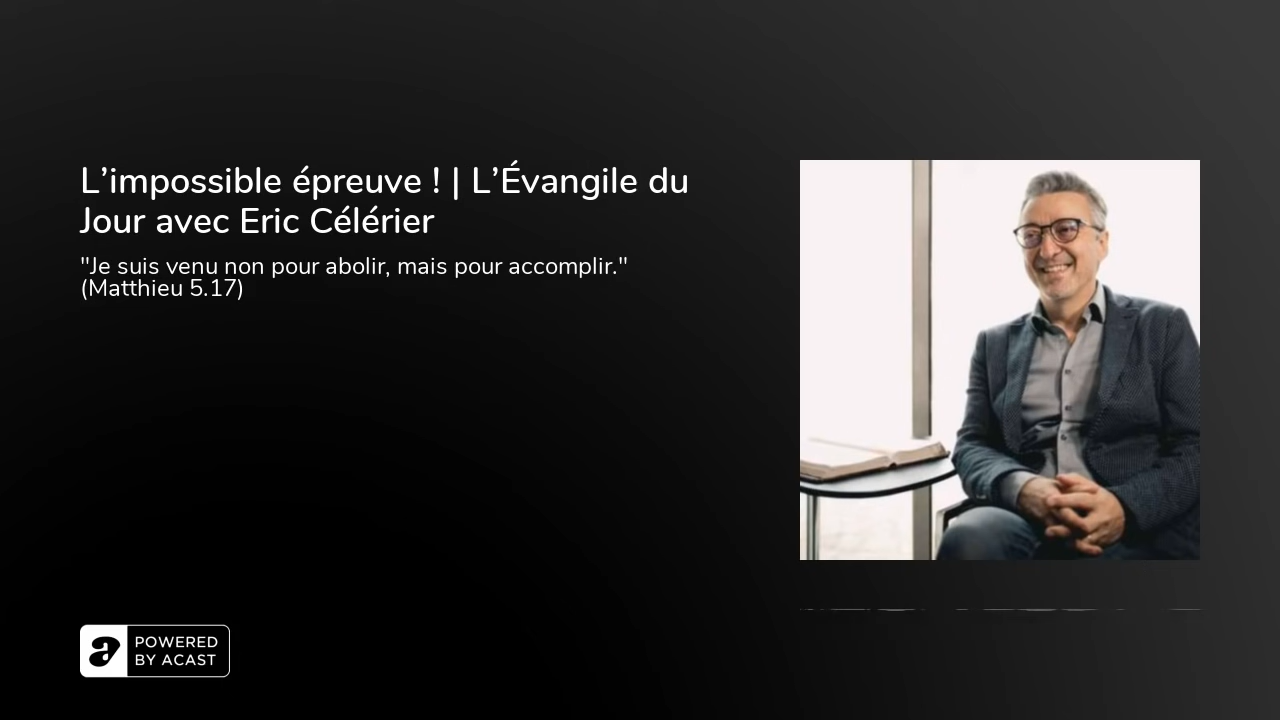 L’impossible épreuve ! | L’Évangile du
Jour avec Eric Célérier
"Je suis venu non pour abolir, mais pour accomplir."
(Matthieu 5.17)
POWERED
BY ACAST